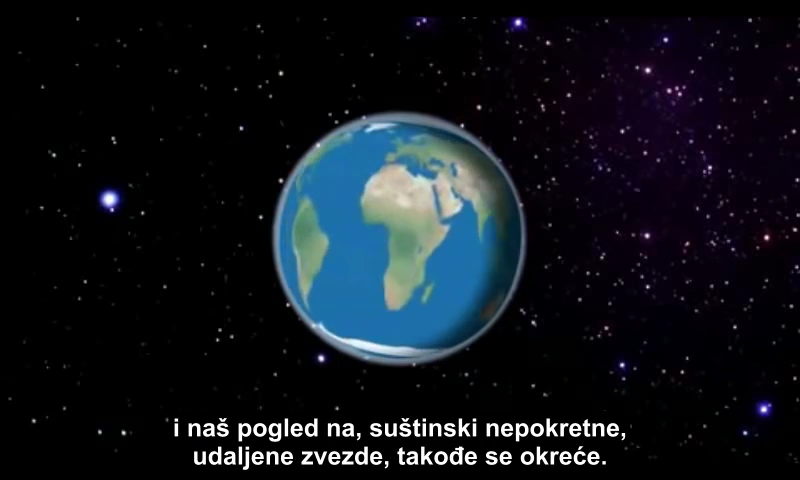 i naš pogled na, suštinski nepokretne,
udaljene zvezde, takođe se okreće.